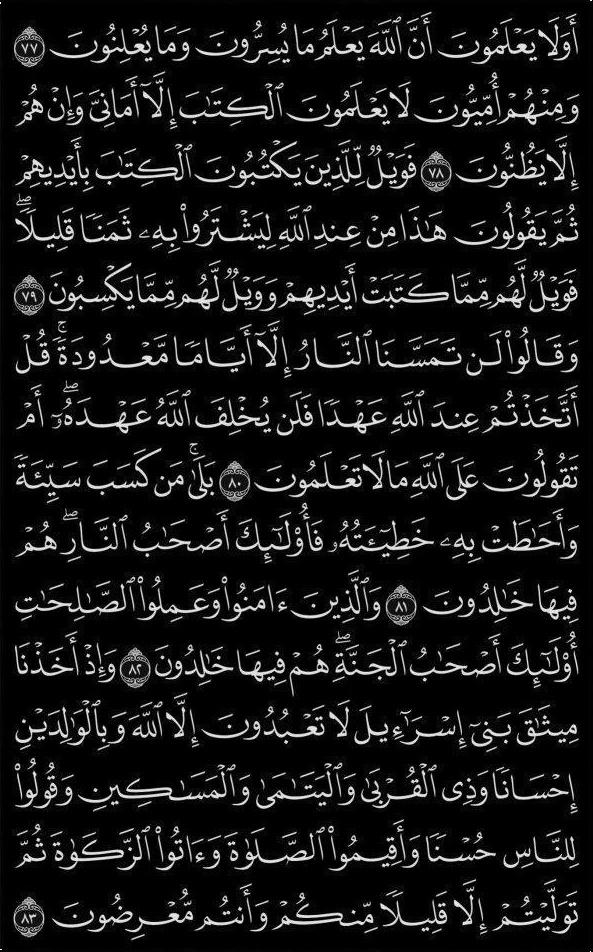 أَوَلَا يَعْلَمُونَ أَنَّ ٱللَّهَ يَعْلَمُ مَا يُسِرُّونَ وَمَا يُعْلِنُونَ ٧٧
وَمِنْهُمْ أُمِّيُّونَ لَا يَعْلَمُونَ ٱلْكِتَٰبَ إِلَّآ أَمَانِىَّ وَإِنْ هُمْ
إِلَّا يَظُنُّونَ ٧٨ فَوَيْلٌ لِّلَّذِينَ يَكْتُبُونَ ٱلْكِتَٰبَ بِأَيْدِيهِمْ
ثُمَّ يَقُولُونَ هَٰذَا مِنْ عِندِ ٱللَّهِ لِيَشْتَرُوا۟ بِهِۦ ثَمَنًا قَلِيلًاۖ
فَوَيْلٌ لَّهُم مِّمَّا كَتَبَتْ أَيْدِيهِمْ وَوَيْلٌ لَّهُم مِّمَّا يَكْسِبُونَ ٧٩
وَقَالُوا۟ لَن تَمَسَّنَا ٱلنَّارُ إِلَّآ أَيَّامًا مَّعْدُودَةًۚ قُلْ
أَتَّخَذْتُمْ عِندَ ٱللَّهِ عَهْدًا فَلَن يُخْلِفَ ٱللَّهُ عَهْدَهُۥٓۖ أَمْ
تَقُولُونَ عَلَى ٱللَّهِ مَا لَا تَعْلَمُونَ ٨٠ بَلَىٰۚ مَن كَسَبَ سَيِّئَةً
وَأَحَٰطَتْ بِهِۦ خَطِيٓـَٔتُهُۥ فَأُو۟لَٰٓئِكَ أَصْحَٰبُ ٱلنَّارِۖ هُمْ
فِيهَا خَٰلِدُونَ ٨١ وَٱلَّذِينَ ءَامَنُوا۟ وَعَمِلُوا۟ ٱلصَّٰلِحَٰتِ
أُو۟لَٰٓئِكَ أَصْحَٰبُ ٱلْجَنَّةِۖ هُمْ فِيهَا خَٰلِدُونَ ٨٢ وَإِذْ أَخَذْنَا
مِيثَٰقَ بَنِىٓ إِسْرَٰٓءِيلَ لَا تَعْبُدُونَ إِلَّا ٱللَّهَ وَبِٱلْوَٰلِدَيْنِ
إِحْسَانًا وَذِى ٱلْقُرْبَىٰ وَٱلْيَتَٰمَىٰ وَٱلْمَسَٰكِينِ وَقُولُوا۟
لِلنَّاسِ حُسْنًا وَأَقِيمُوا۟ ٱلصَّلَوٰةَ وَءَاتُوا۟ ٱلزَّكَوٰةَ ثُمَّ
تَوَلَّيْتُمْ إِلَّا قَلِيلًا مِّنكُمْ وَأَنتُم مُّعْرِضُونَ ٨٣